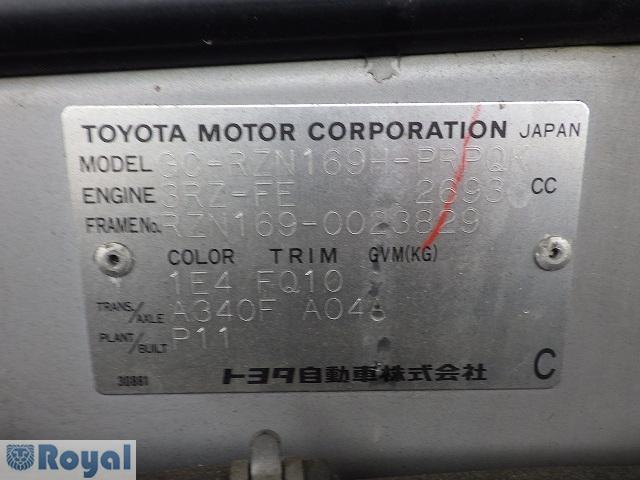 TOYOTA MOTOR CORPORATION JAPAN
MODEL GC-RZN169H-PRPQK
ENGINE 3RZ-FE 2693 CC
FRAME No. RZN169-0023829
COLOR TRIM GVM(KG)
1E4 FQ10
TRANS/AXLE A340F
PLANT/BUILT P11
30881 トヨタ自動車株式会社 C
Royal